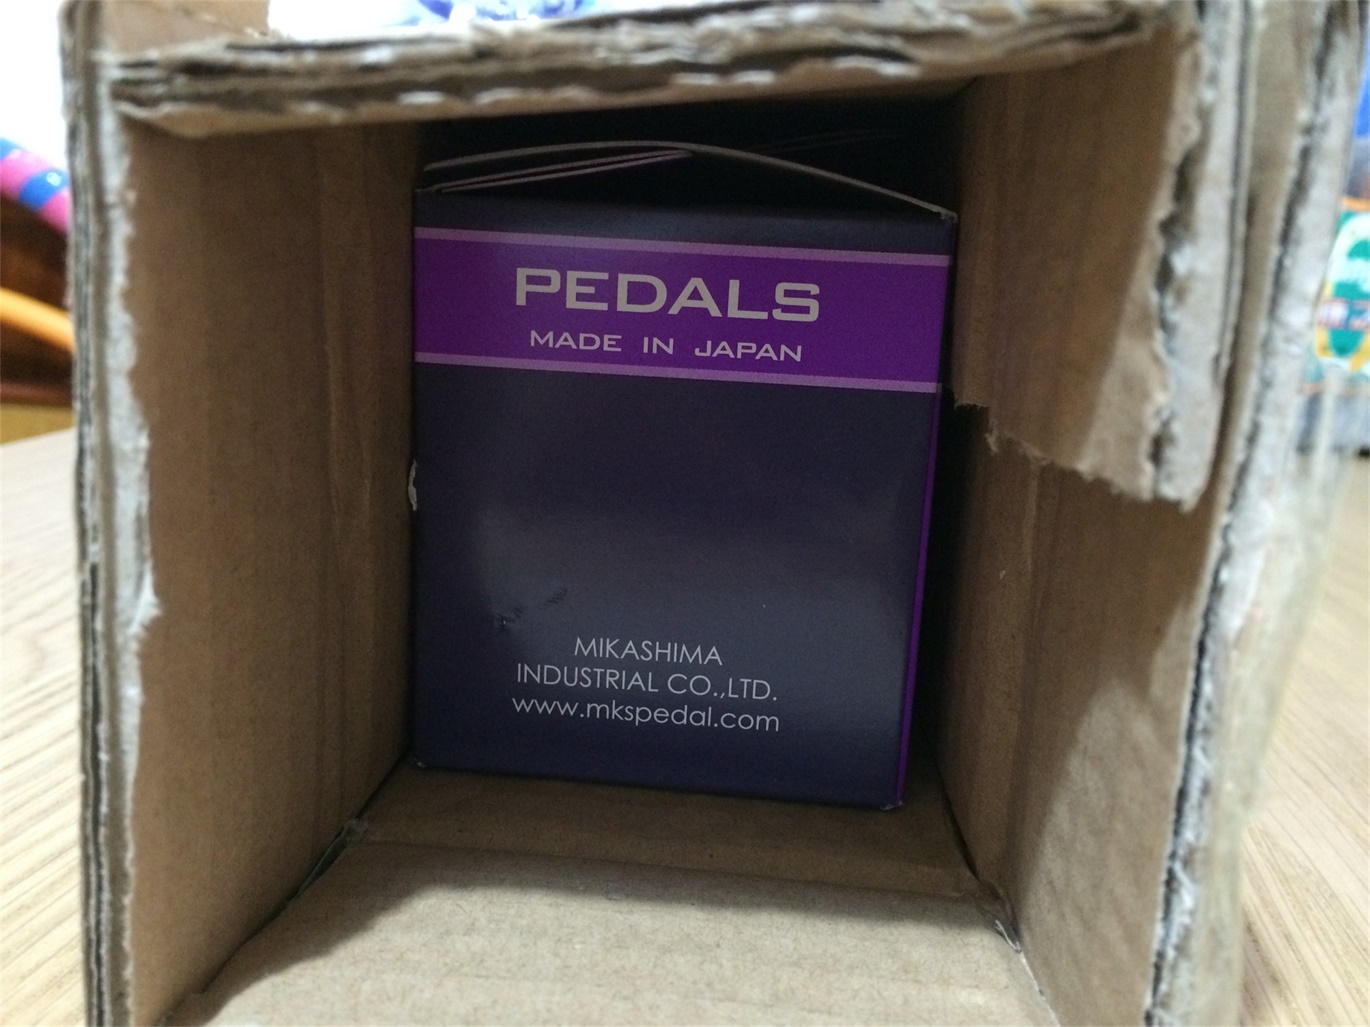 PEDALS
MADE IN JAPAN
MIKASHIMA
INDUSTRIAL CO.,LTD.
www.mkspedal.com